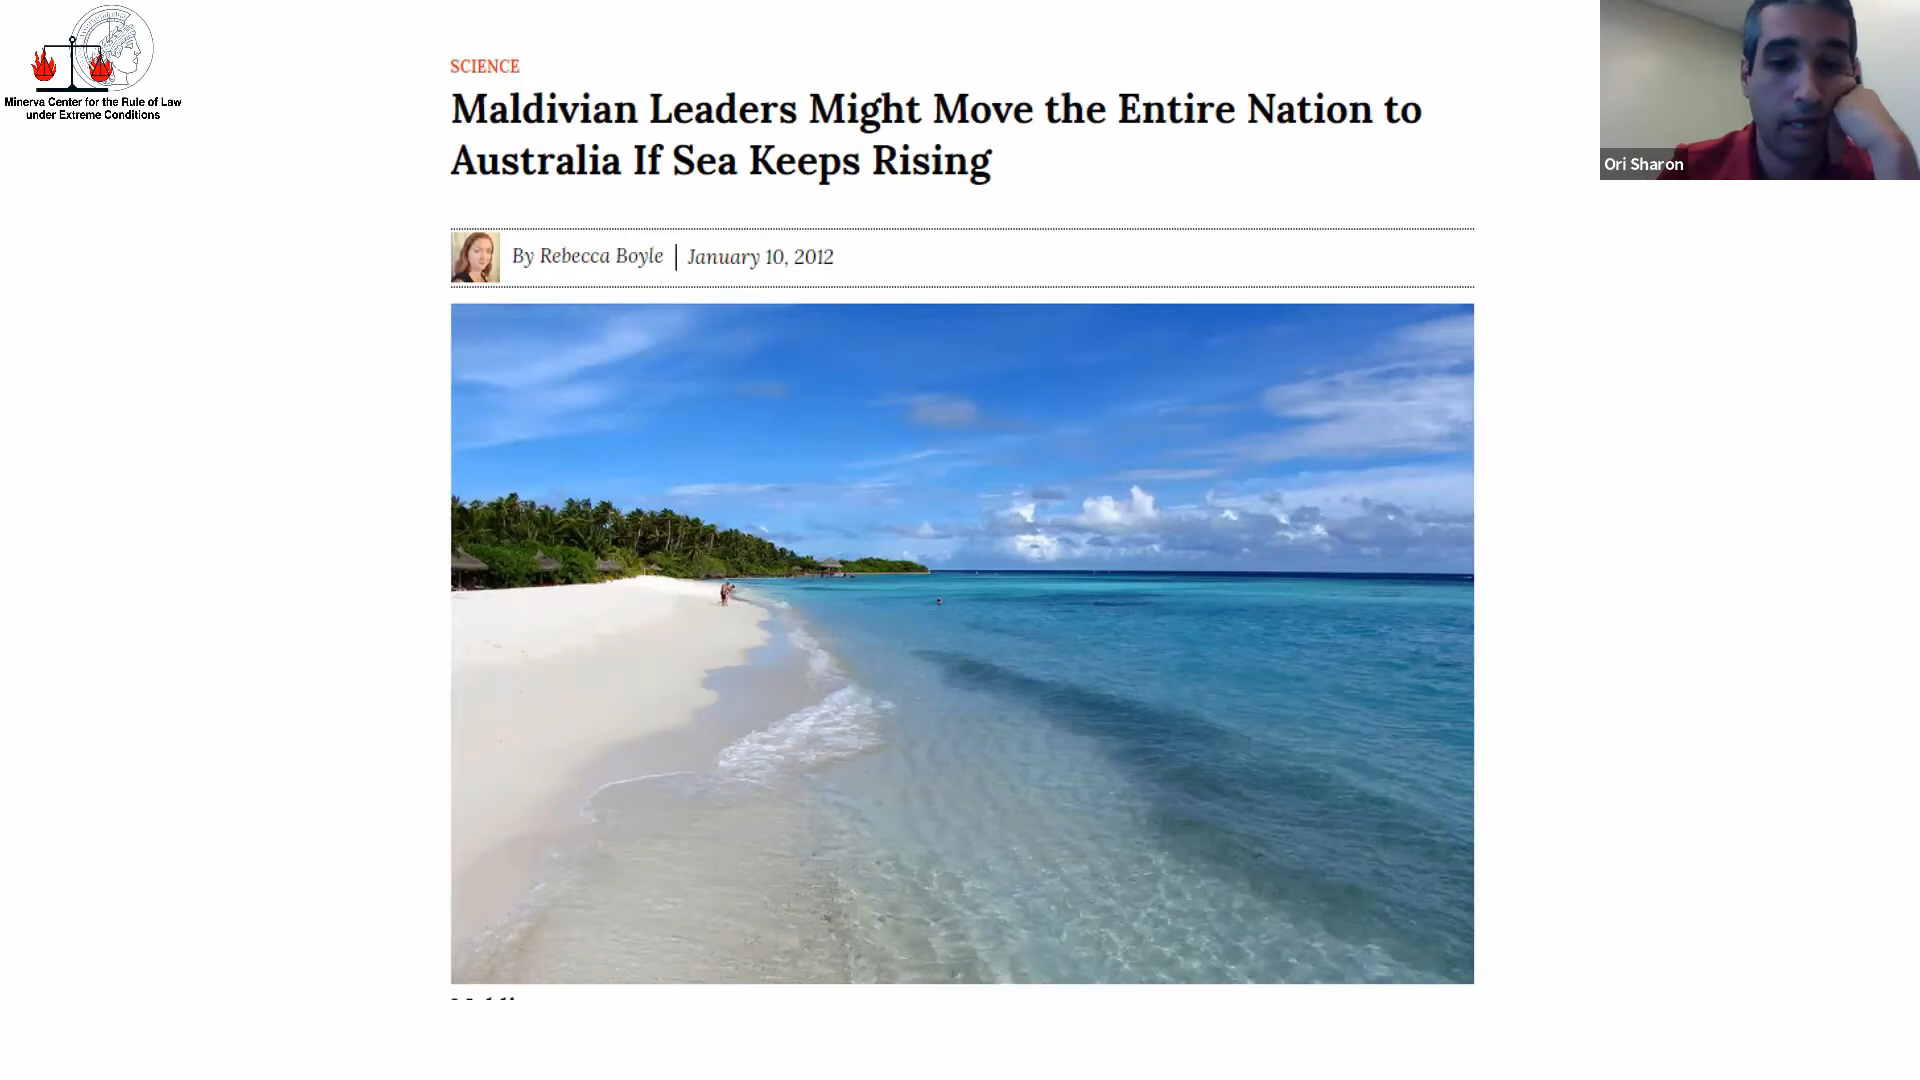 Minerva Center for the Rule of Law
under Extreme Conditions
SCIENCE
Maldivian Leaders Might Move the Entire Nation to
Australia If Sea Keeps Rising
By Rebecca Boyle | January 10, 2012
Ori Sharon